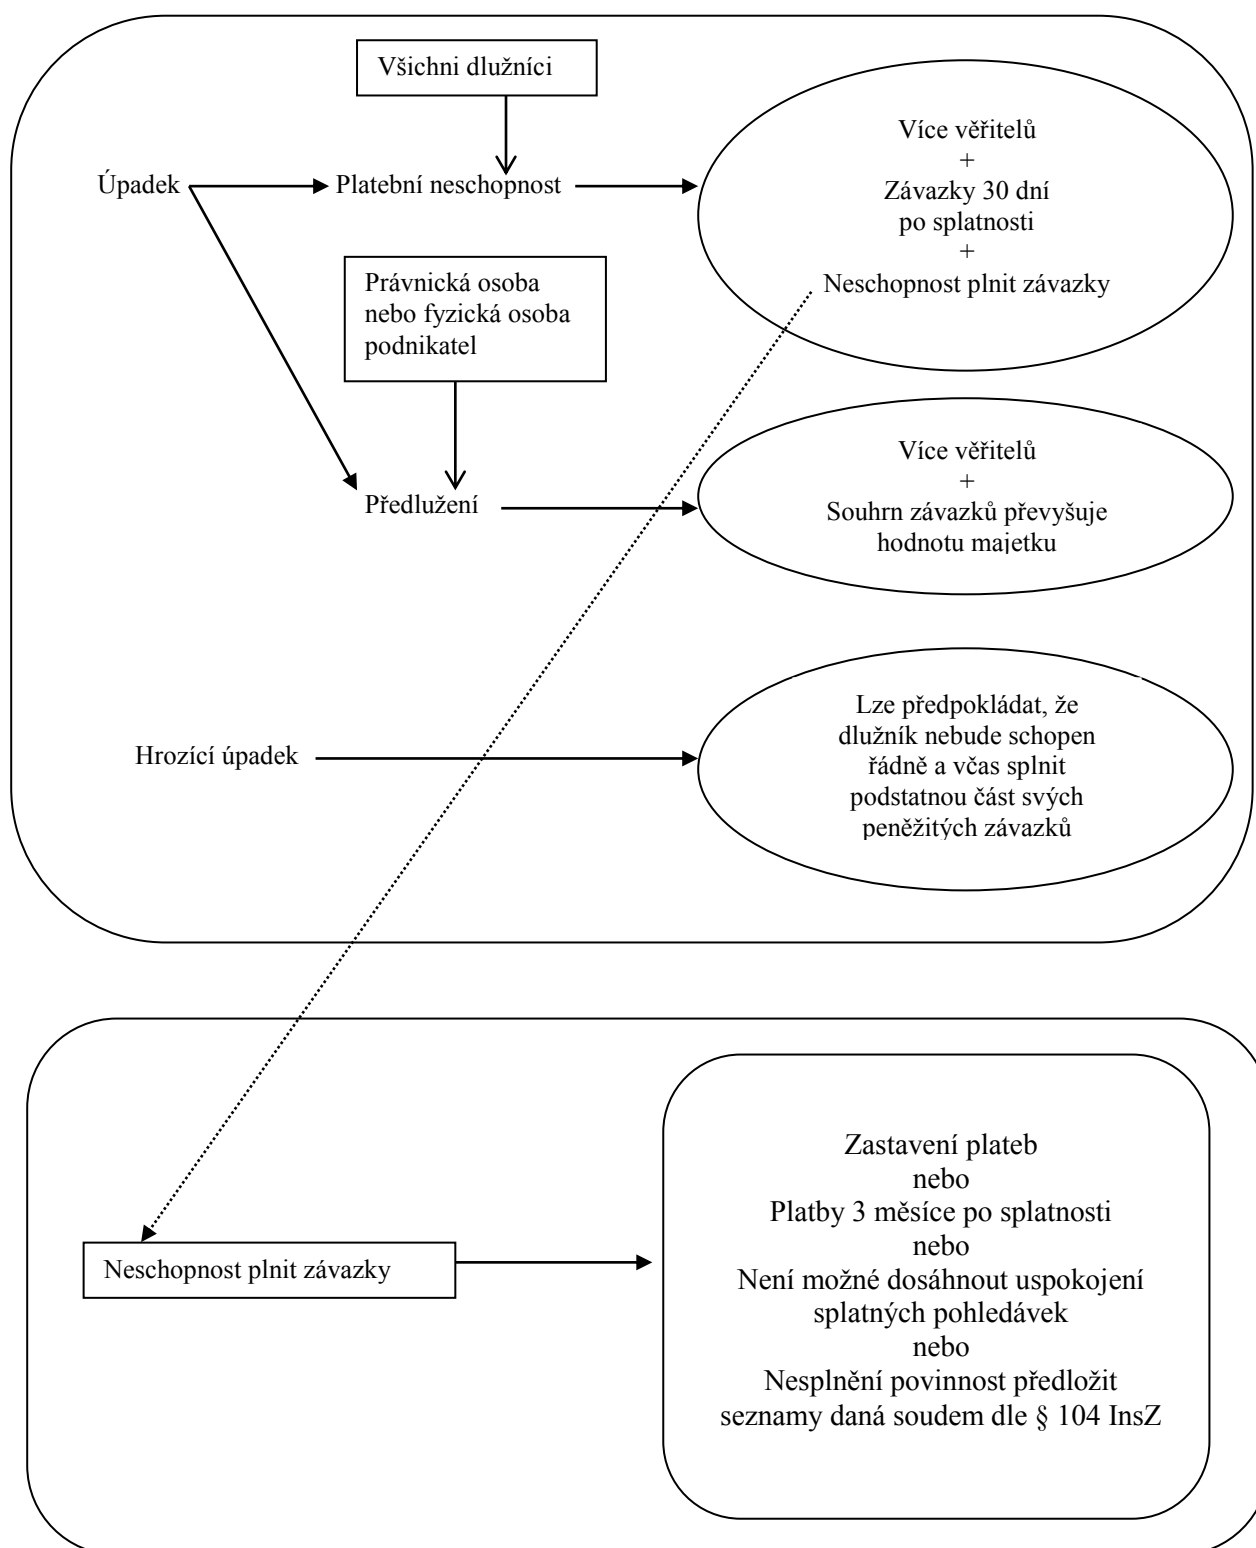 Všichni dlužníci
Úpadek
Platební neschopnost
Více věřitelů
+
Závazky 30 dní
po splatnosti
+
Neschopnost plnit závazky
Právnická osoba
nebo fyzická osoba
podnikatel
Předlužení
Více věřitelů
+
Souhrn závazků převyšuje
hodnotu majetku
Hrozící úpadek
Lze předpokládat, že
dlužník nebude schopen
řádně a včas splnit
podstatnou část svých
peněžitých závazků
Neschopnost plnit závazky
Zastavení plateb
nebo
Platby 3 měsíce po splatnosti
nebo
Není možné dosáhnout uspokojení
splatných pohledávek
nebo
Nesplnění povinnost předložit
seznamy daná soudem dle § 104 InsZ